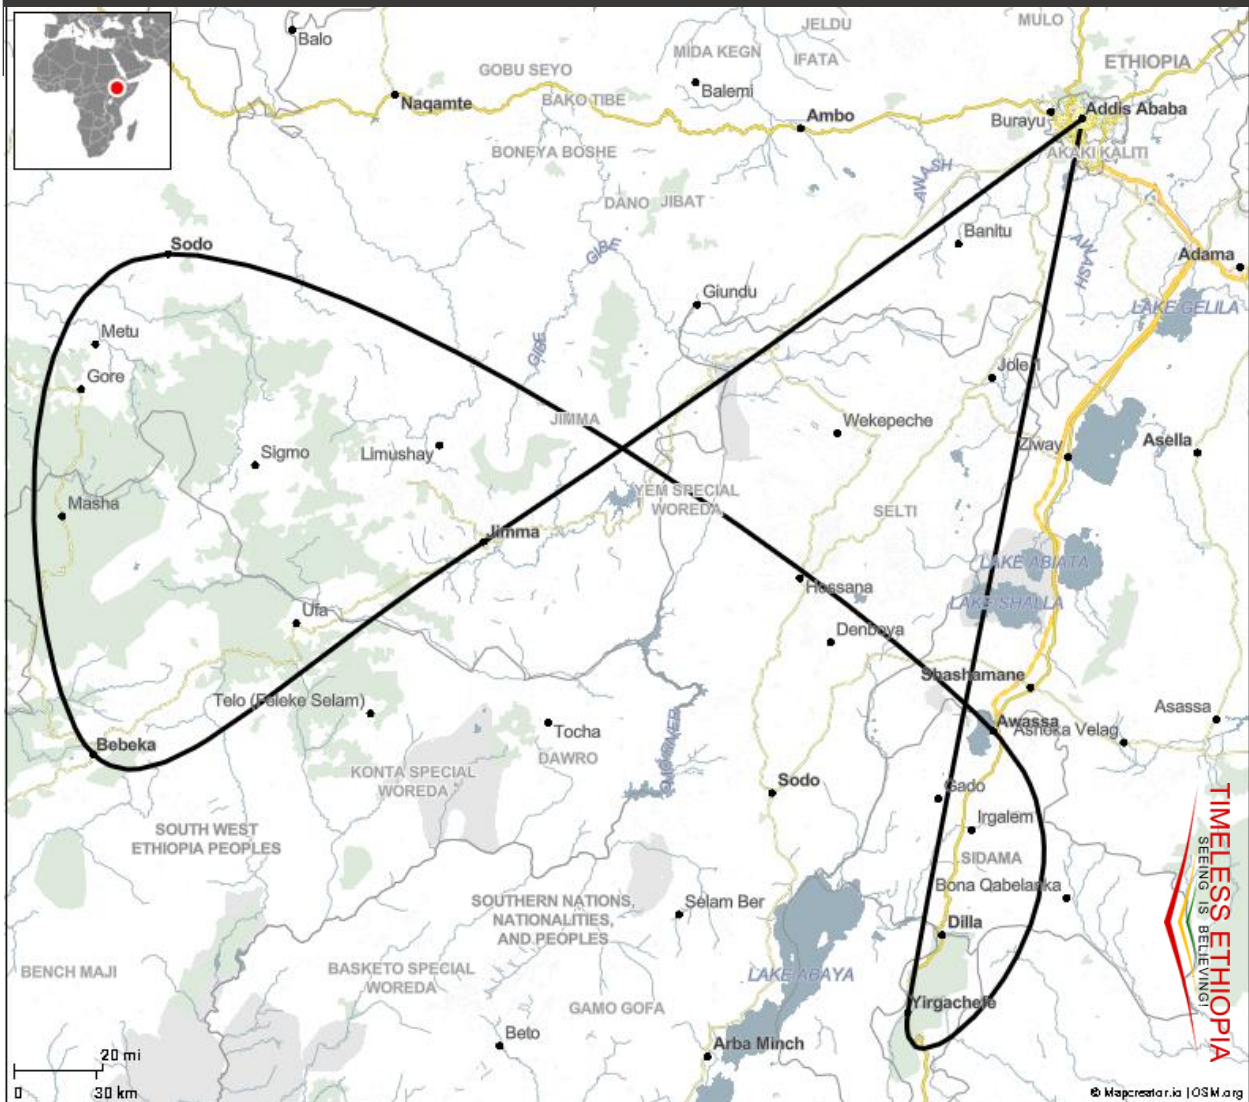 JELDU
MULO
Balo
MIDA KEGN
IFATA
ETHIOPIA
GOBU SEYO
Balemi
Naqamte
BAKO TIBE
Ambo
Burayu
Addis Ababa
BONEYA BOSHE
AKAKI KALITI
AWASH
DANO
JIBAT
Sodo
GIBE
Banitu
AWASH
Adama
Giundu
LAKE GELILA
Metu
GIBE
Gore
JIMMA
Wekepeche
Sigmo
Limushay
Ziway
Asella
Masha
YEM SPECIAL
WOREDA
SELTI
Jimma
LAKE ABIATA
Hossana
LAKE SHALLA
Ufa
Denboya
Shashamane
Telo (Feleke Selam)
Tocha
Awassa
Ashoka Velag
Asassa
Bebeka
OMO RIVER
DAWRO
KONTA SPECIAL
WOREDA
Sodo
Gado
Irgalem
SOUTH WEST
ETHIOPIA PEOPLES
SIDAMA
Bona Qabelanka
SOUTHERN NATIONS,
NATIONALITIES,
AND PEOPLES
Selam Ber
Dilla
BENCH MAJI
BASKETO SPECIAL
WOREDA
LAKE ABAYA
GAMO GOFA
Yirgachefe
Beto
Arba Minch
TIMELESS ETHIOPIA
SEEING IS BELIEVING!
20 mi
0 30 km
© Mapcreator.io | OSM.org